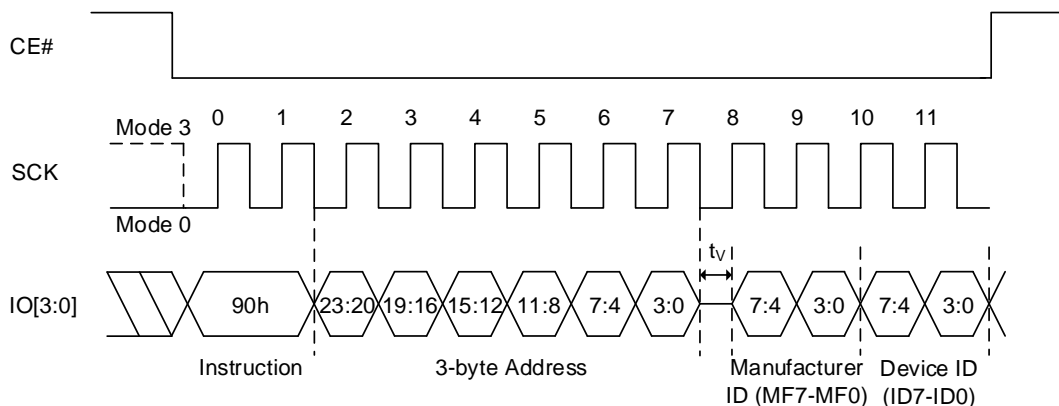 CE#
0 1 2 3 4 5 6 7 8 9 10 11
Mode 3
SCK
Mode 0
tV
IO[3:0] 90h 23:20 19:16 15:12 11:8 7:4 3:0 7:4 3:0 7:4 3:0
Instruction 3-byte Address Manufacturer Device ID
ID (MF7-MF0) (ID7-ID0)